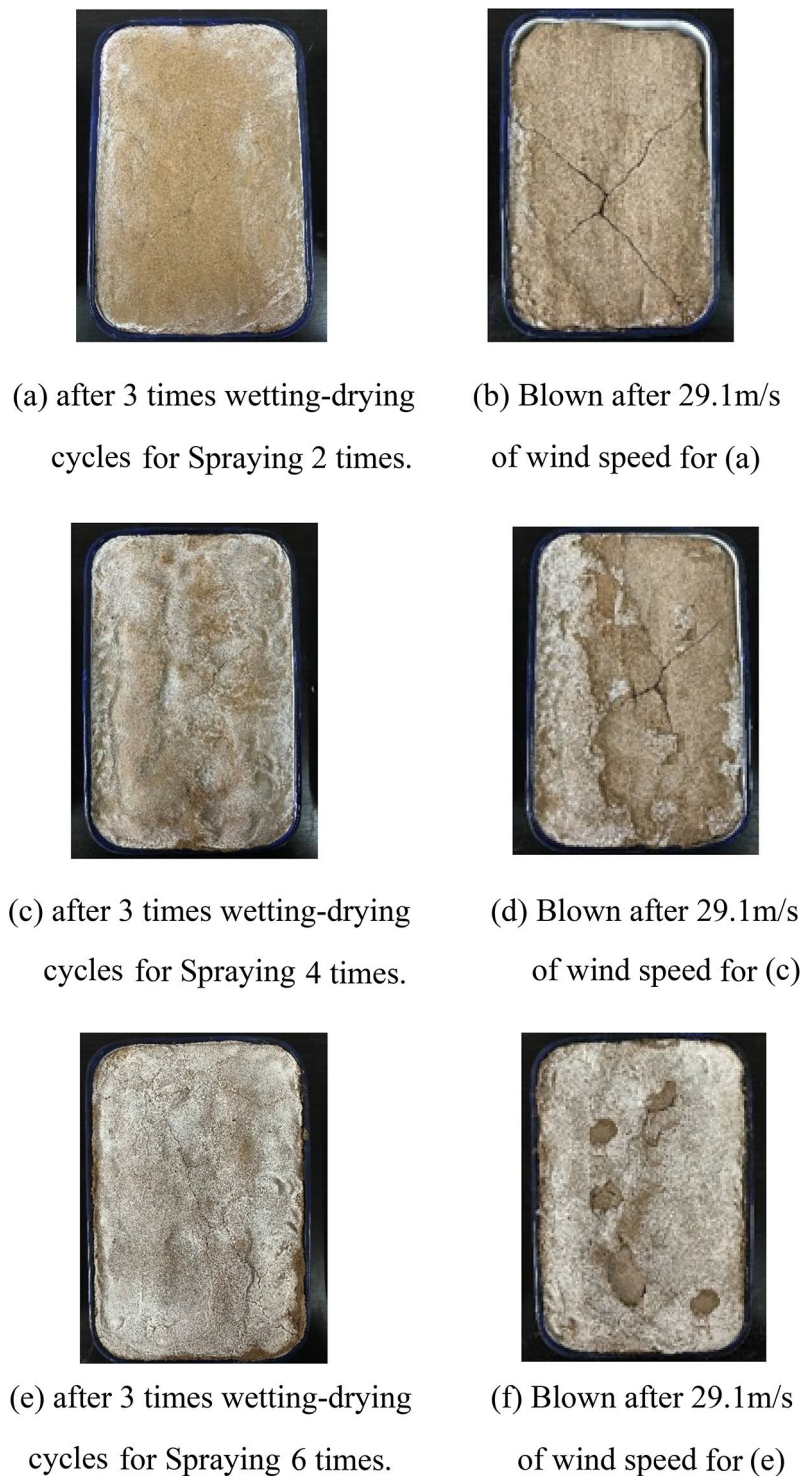 (a) after 3 times wetting-drying
cycles for Spraying 2 times.
(b) Blown after 29.1m/s
of wind speed for (a)
(c) after 3 times wetting-drying
cycles for Spraying 4 times.
(d) Blown after 29.1m/s
of wind speed for (c)
(e) after 3 times wetting-drying
cycles for Spraying 6 times.
(f) Blown after 29.1m/s
of wind speed for (e)